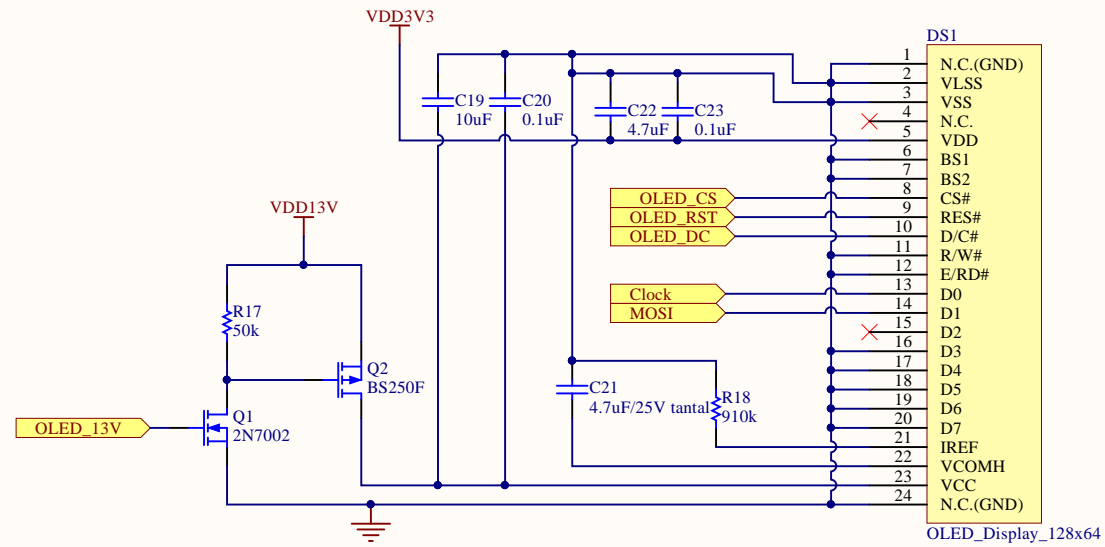 VDD3V3
DS1
1 N.C.(GND)
2 VLSS
3 VSS
4 N.C.
5 VDD
6 BS1
7 BS2
8 CS#
9 RES#
10 D/C#
11 R/W#
12 E/RD#
13 D0
14 D1
15 D2
16 D3
17 D4
18 D5
19 D6
20 D7
21 IREF
22 VCOMH
23 VCC
24 N.C.(GND)
OLED_Display_128x64
C19
10uF
C20
0.1uF
C22
4.7uF
C23
0.1uF
OLED_CS
OLED_RST
OLED_DC
Clock
MOSI
VDD13V
R17
50k
Q2
BS250F
C21
4.7uF/25V tantal
R18
910k
OLED_13V
Q1
2N7002